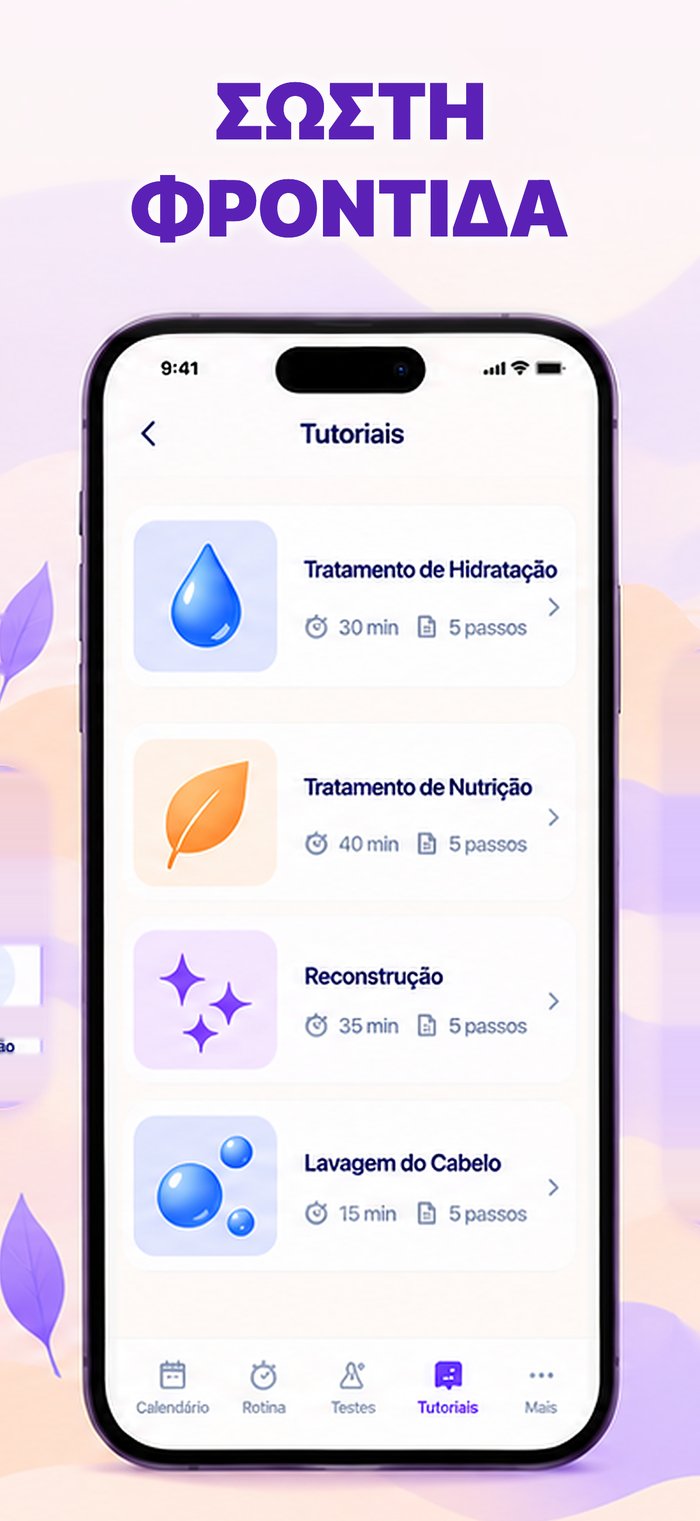 ΣΩΣΤΗ
ΦΡΟΝΤΙΔΑ
9:41
Tutoriais
Tratamento de Hidratação
30 min 5 passos
Tratamento de Nutrição
40 min 5 passos
Reconstrução
35 min 5 passos
ão
Lavagem do Cabelo
15 min 5 passos
Calendário Rotina Testes Tutoriais Mais